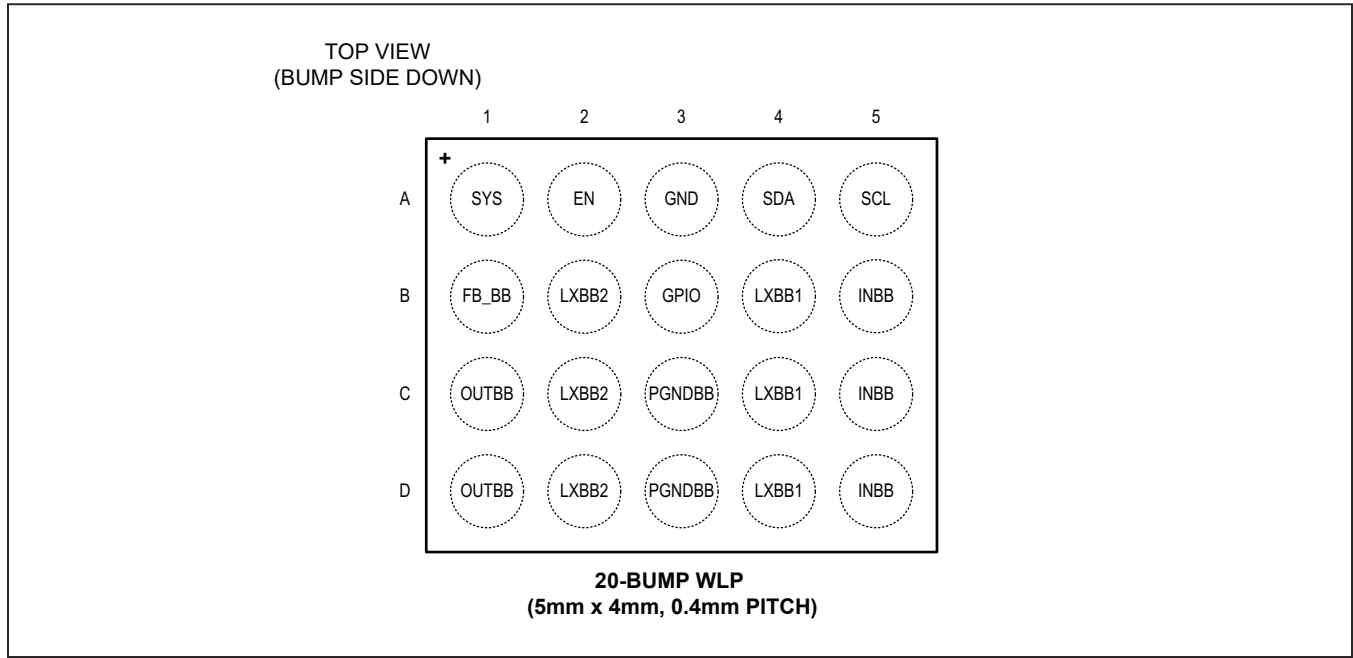 TOP VIEW
(BUMP SIDE DOWN)
1 2 3 4 5
+
A SYS EN GND SDA SCL
B FB_BB LXBB2 GPIO LXBB1 INBB
C OUTBB LXBB2 PGNDBB LXBB1 INBB
D OUTBB LXBB2 PGNDBB LXBB1 INBB
20-BUMP WLP
(5mm x 4mm, 0.4mm PITCH)